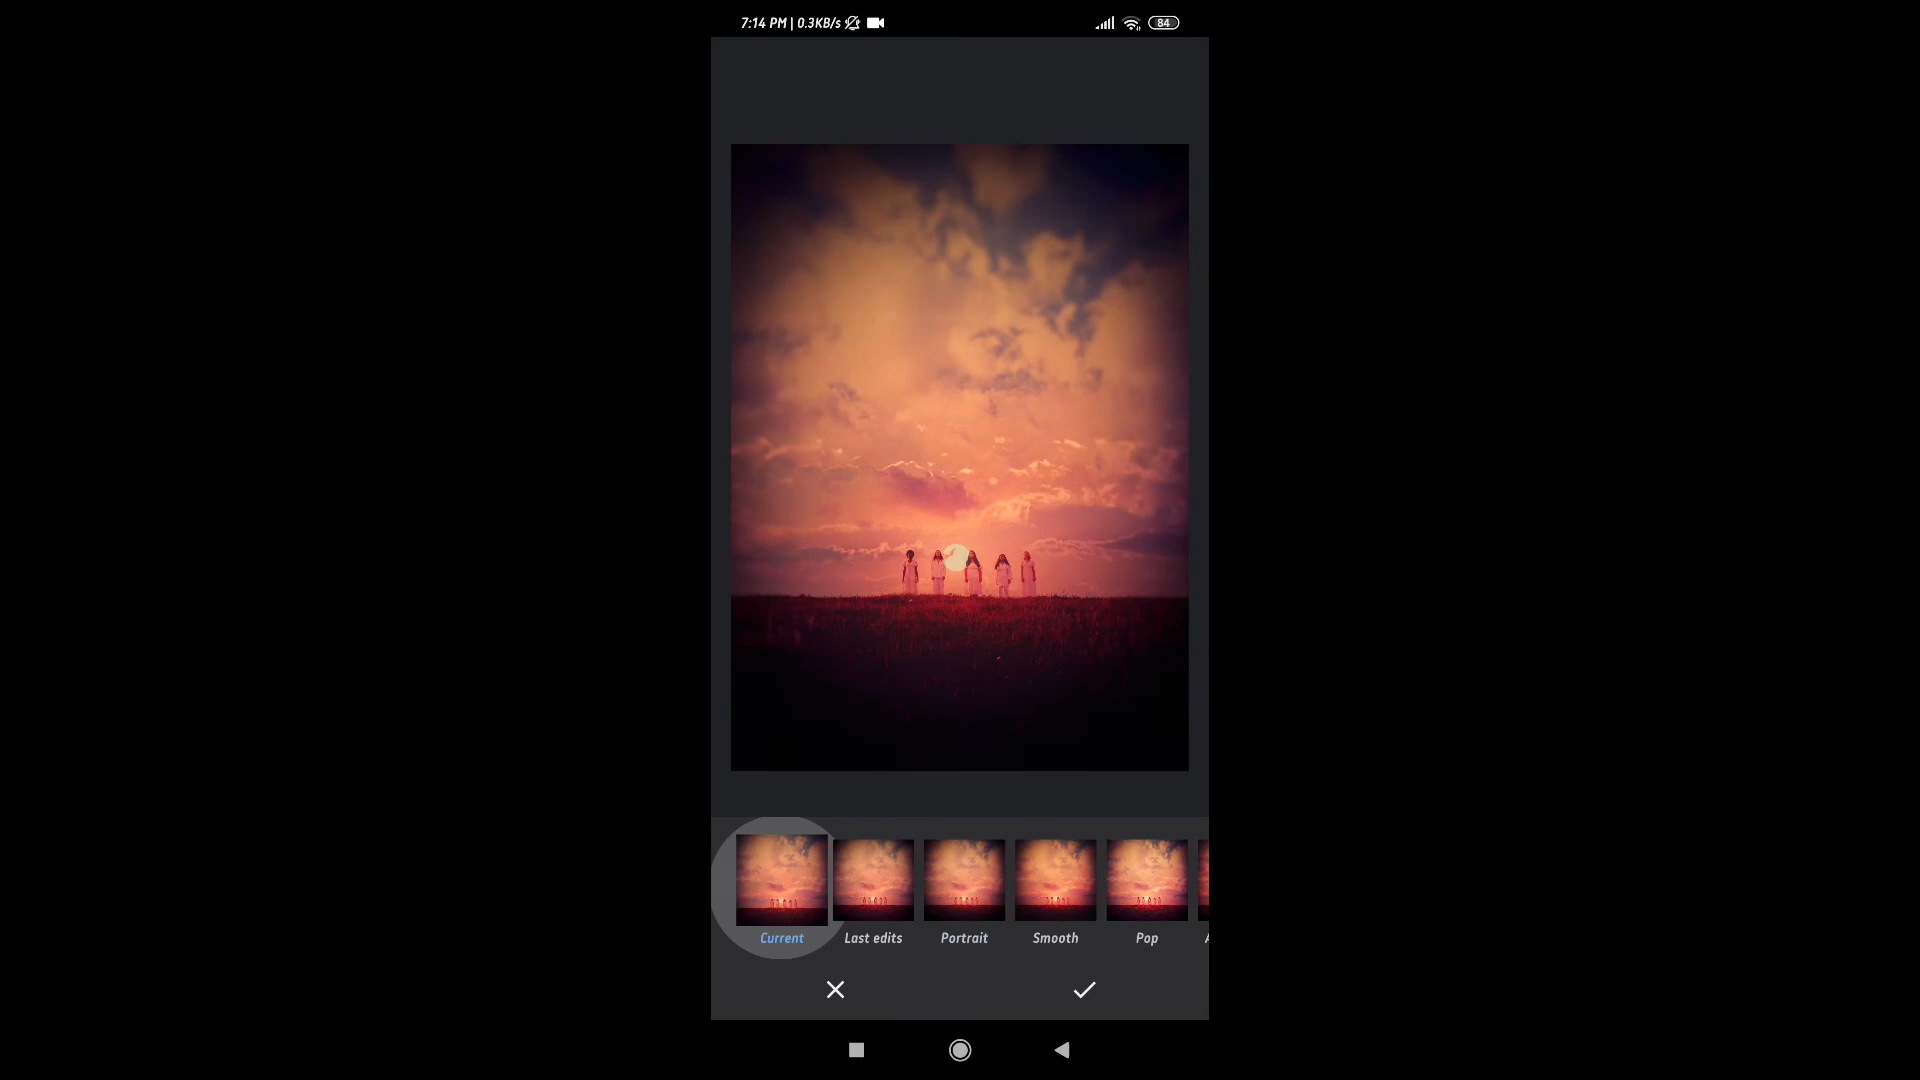 7:14 PM | 0.3KB/s
84
Current
Last edits
Portrait
Smooth
Pop